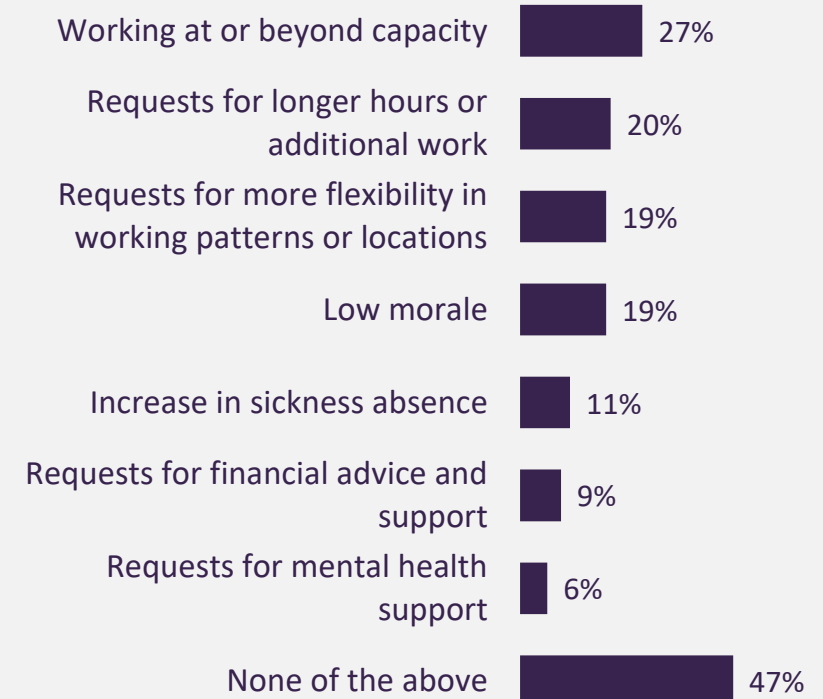 Working at or beyond capacity 27%
Requests for longer hours or
additional work 20%
Requests for more flexibility in
working patterns or locations 19%
Low morale 19%
Increase in sickness absence 11%
Requests for financial advice and
support 9%
Requests for mental health
support 6%
None of the above 47%